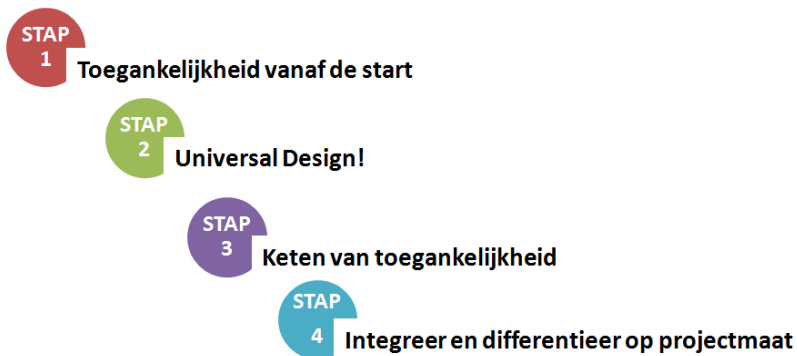 STAP
1
Toegankelijkheid vanaf de start
STAP
2
Universal Design!
STAP
3
Keten van toegankelijkheid
STAP
4
Integreer en differentieer op projectmaat